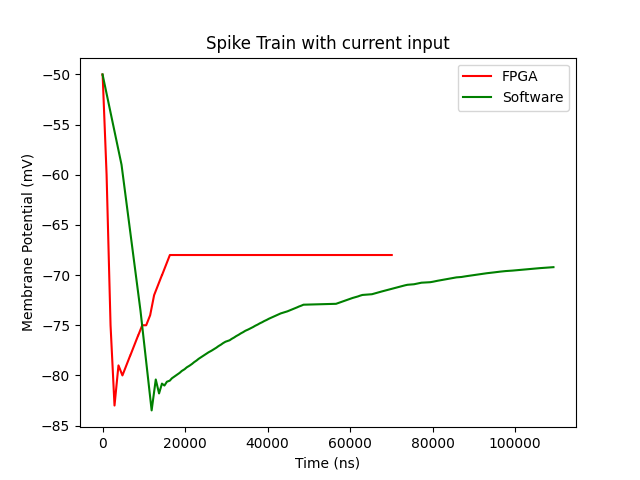 Spike Train with current input
FPGA
Software
−50
−55
−60
−65
−70
−75
−80
−85
Membrane Potential (mV)
0 20000 40000 60000 80000 100000
Time (ns)